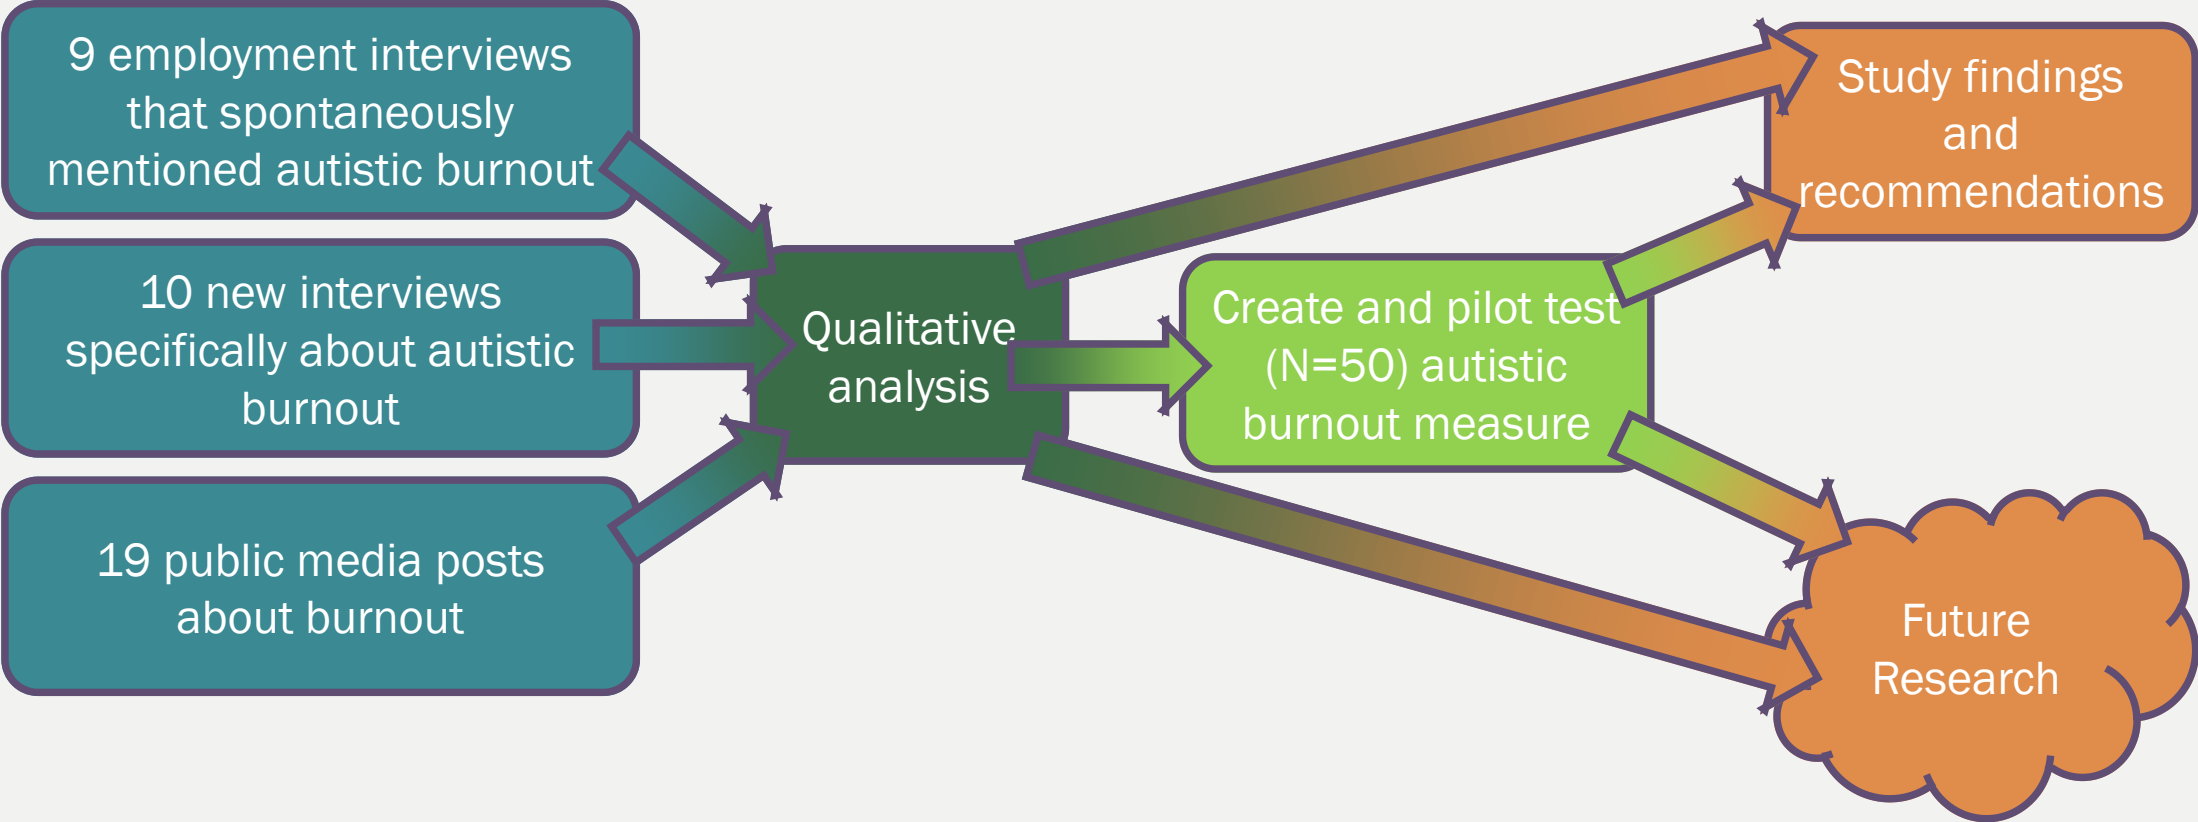 9 employment interviews
that spontaneously
mentioned autistic burnout
10 new interviews
specifically about autistic
burnout
19 public media posts
about burnout
Qualitative
analysis
Create and pilot test
(N=50) autistic
burnout measure
Study findings
and
recommendations
Future
Research